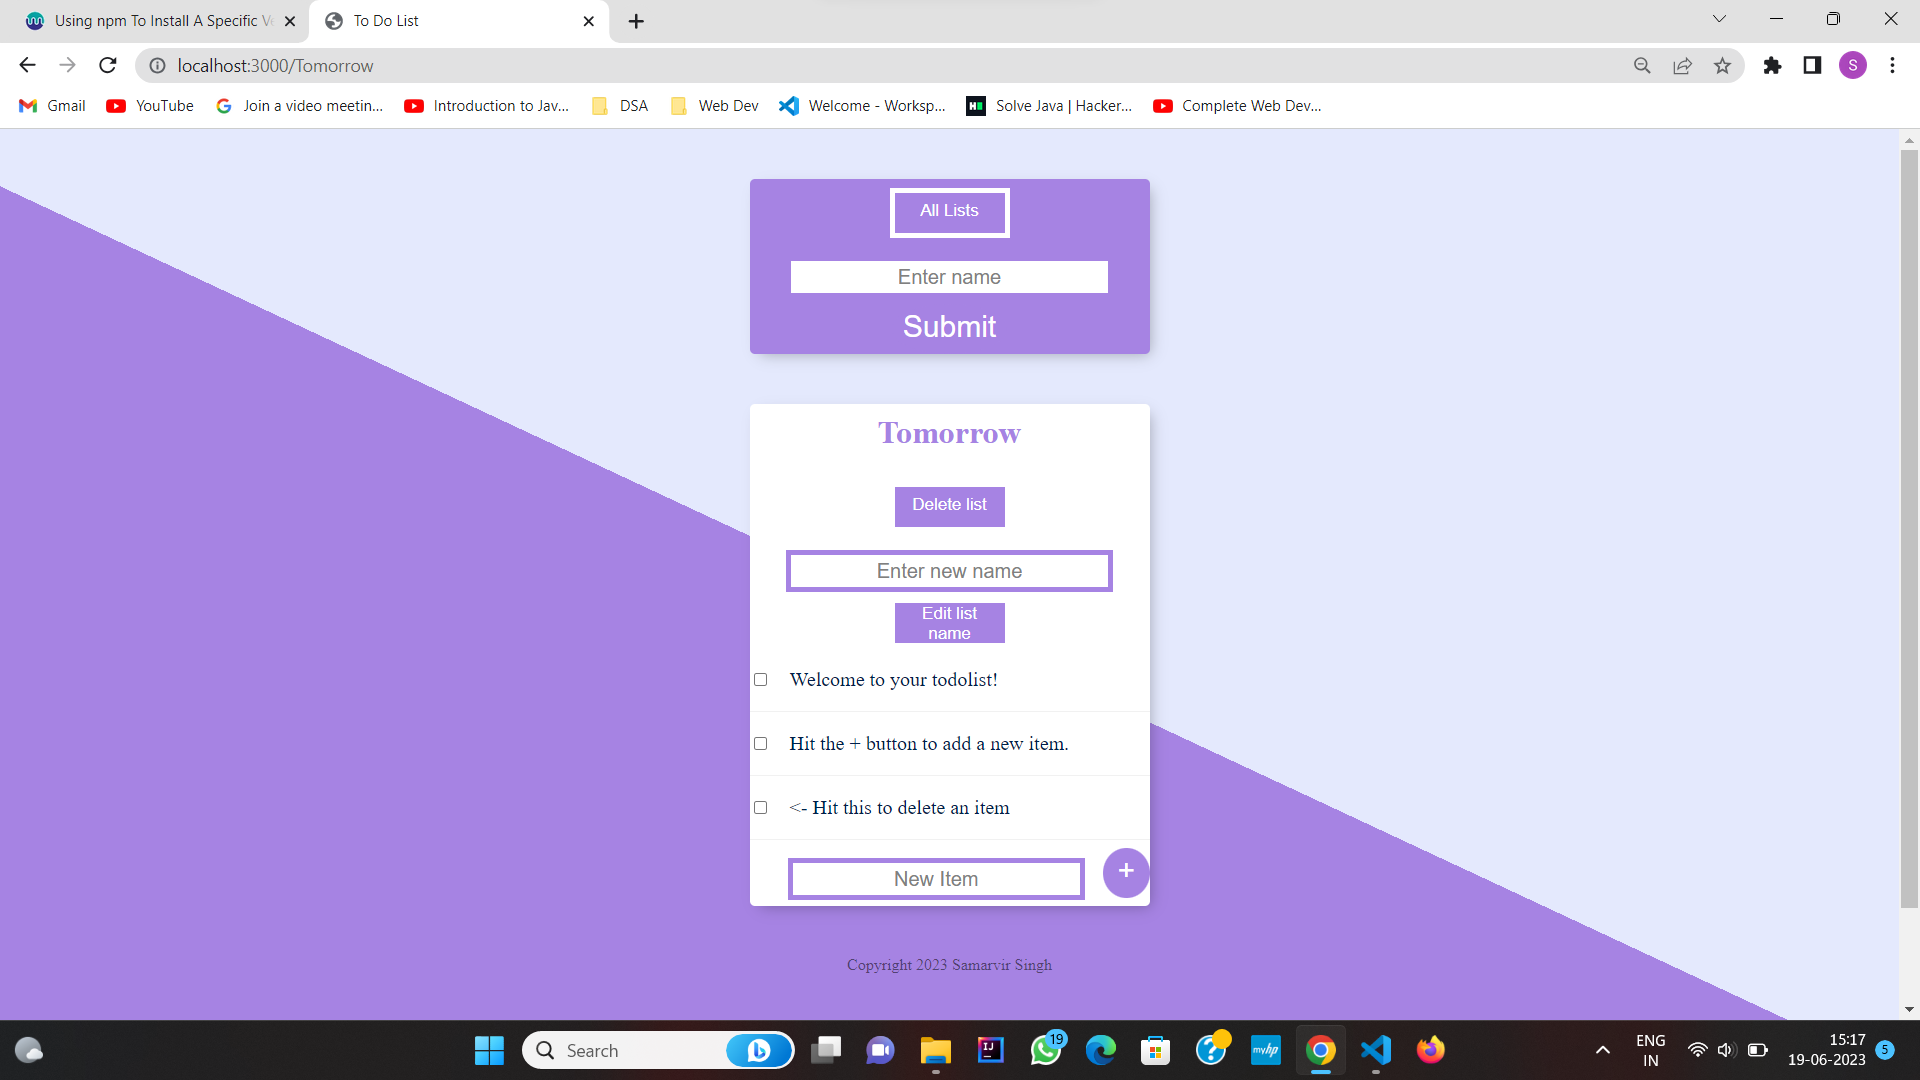 Using npm To Install A Specific Ve
To Do List
localhost:3000/Tomorrow
S
Gmail
YouTube
Join a video meetin...
Introduction to Jav...
DSA
Web Dev
Welcome - Worksp...
Solve Java | Hacker...
Complete Web Dev...
All Lists
Enter name
Submit
Tomorrow
Delete list
Enter new name
Edit list
name
Welcome to your todolist!
Hit the + button to add a new item.
<- Hit this to delete an item
New Item
+
Copyright 2023 Samarvir Singh
Search
IJ
19
myhp
ENG
IN
15:17
19-06-2023
5